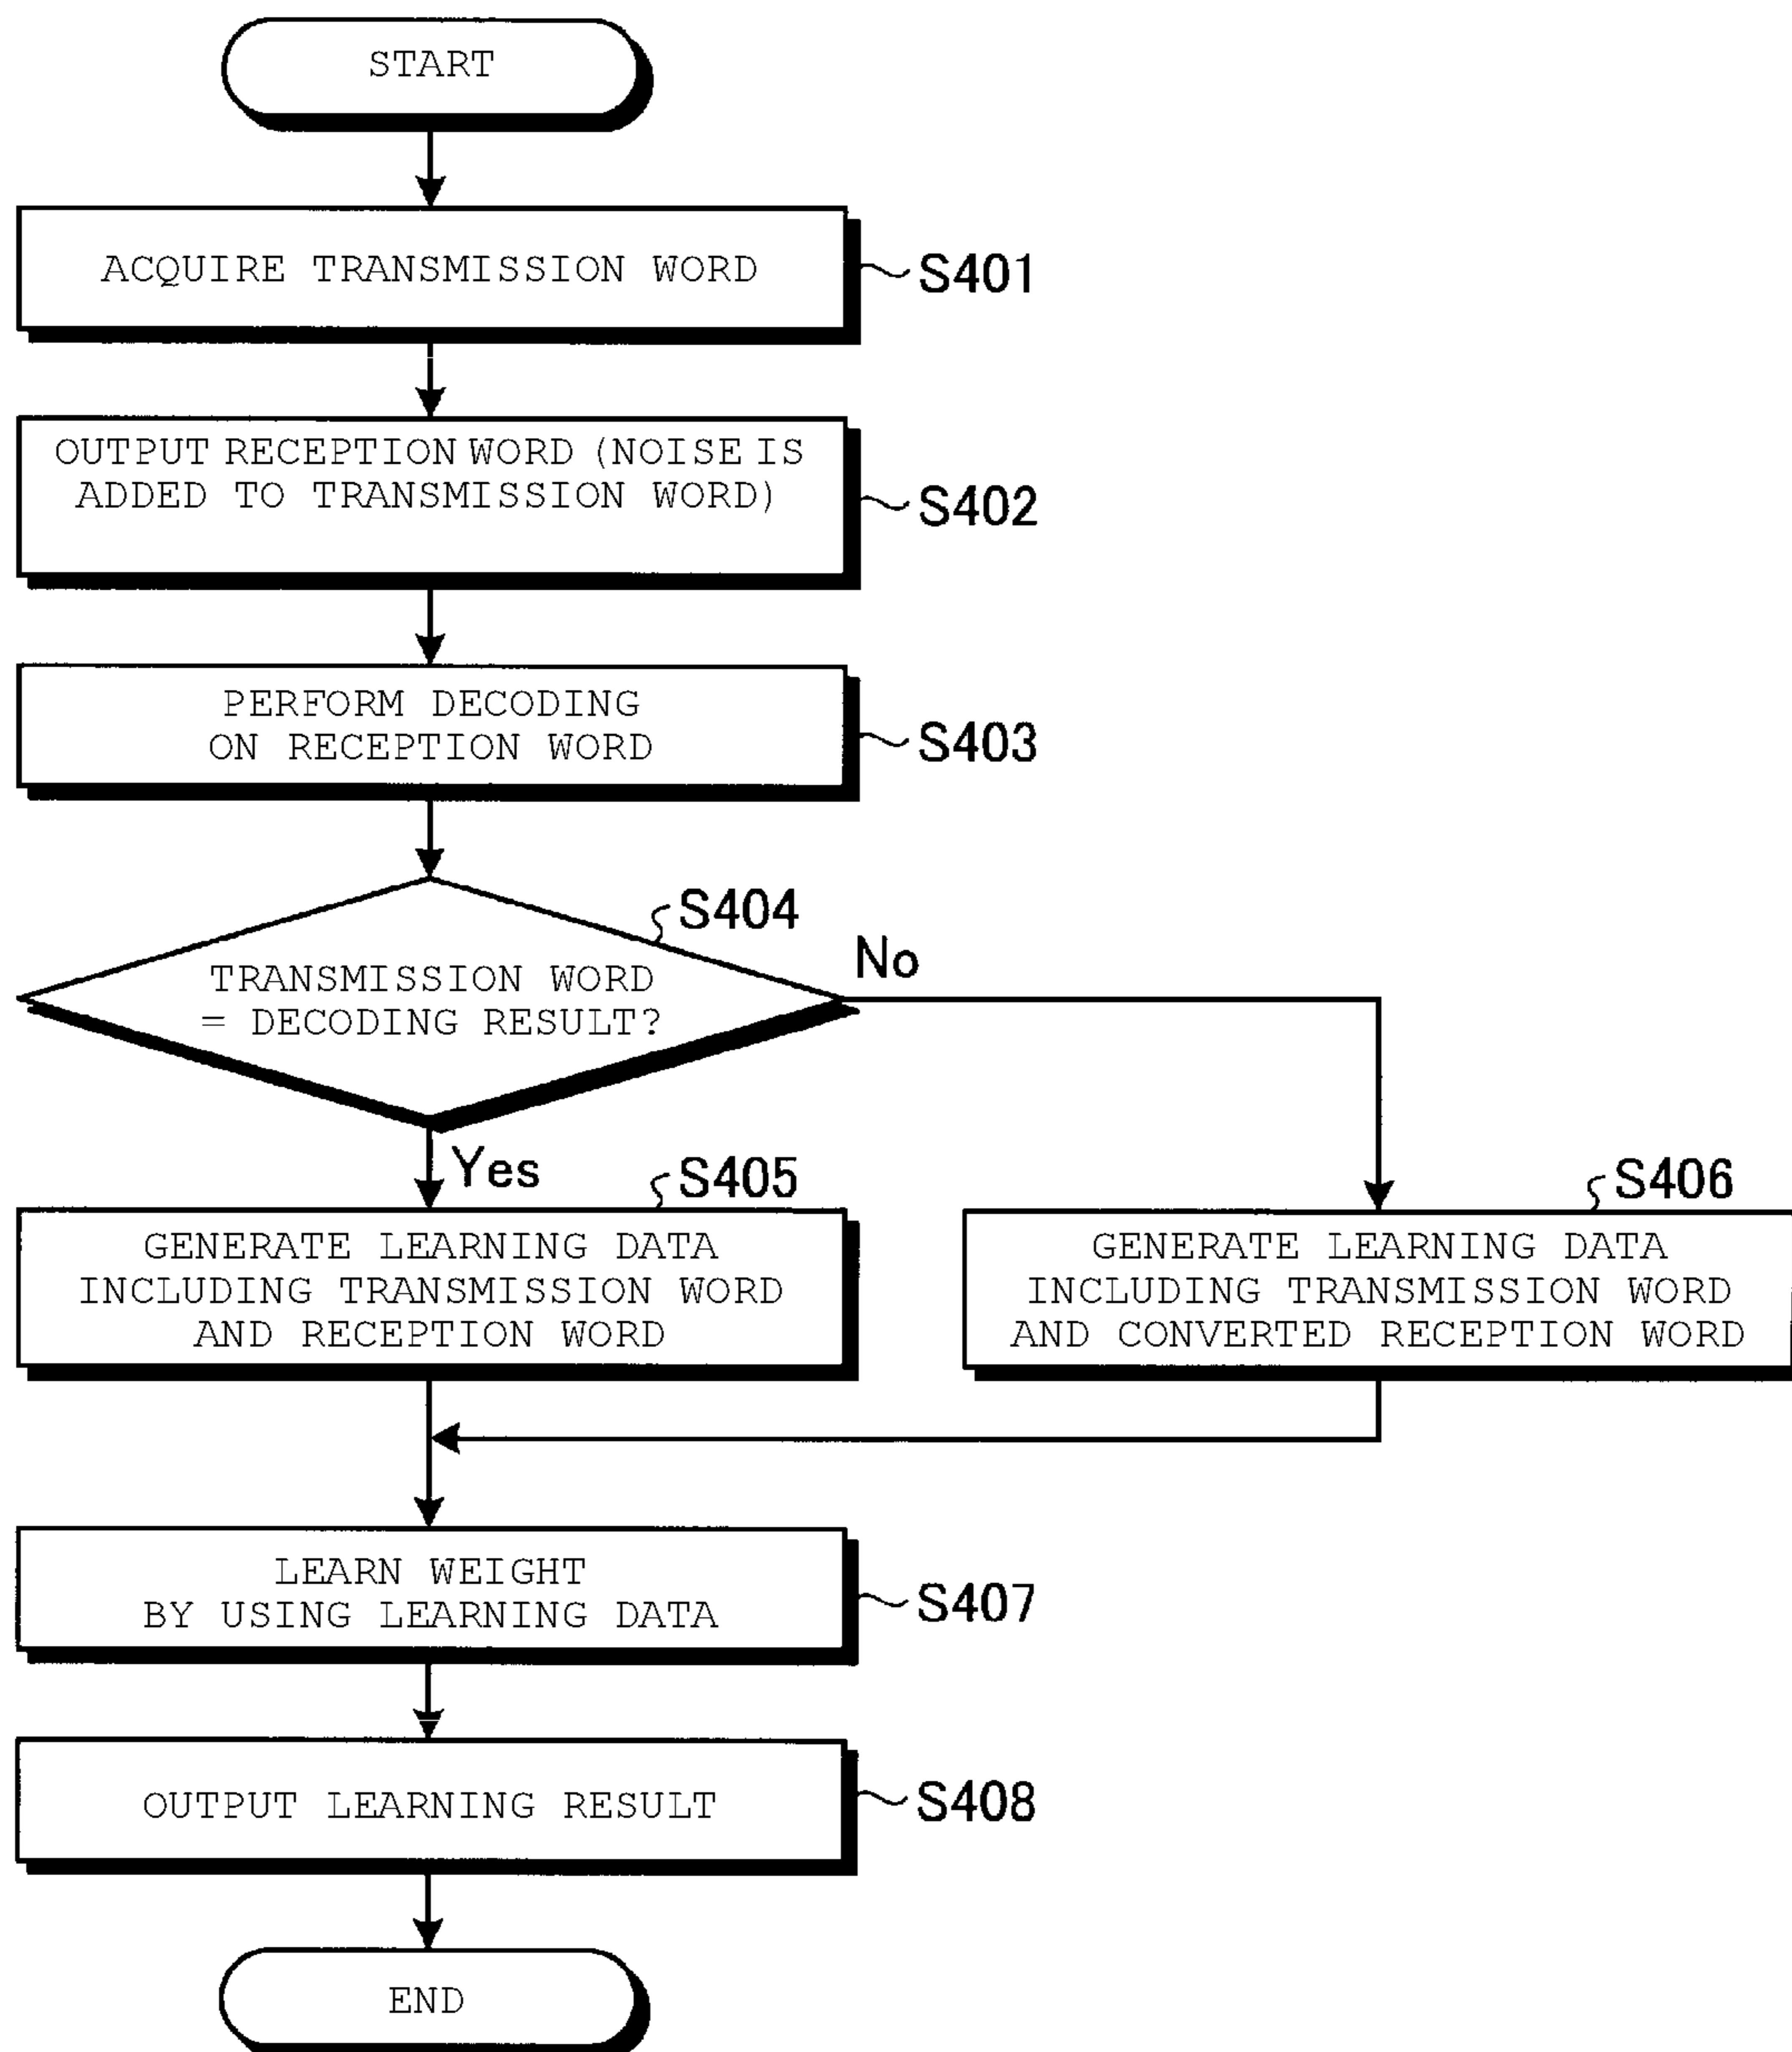 START
ACQUIRE TRANSMISSION WORD
S401
OUTPUT RECEPTION WORD (NOISE IS
ADDED TO TRANSMISSION WORD)
S402
PERFORM DECODING
ON RECEPTION WORD
S403
S404
TRANSMISSION WORD
= DECODING RESULT?
No
Yes
S405
GENERATE LEARNING DATA
INCLUDING TRANSMISSION WORD
AND RECEPTION WORD
S406
GENERATE LEARNING DATA
INCLUDING TRANSMISSION WORD
AND CONVERTED RECEPTION WORD
LEARN WEIGHT
BY USING LEARNING DATA
S407
OUTPUT LEARNING RESULT
S408
END